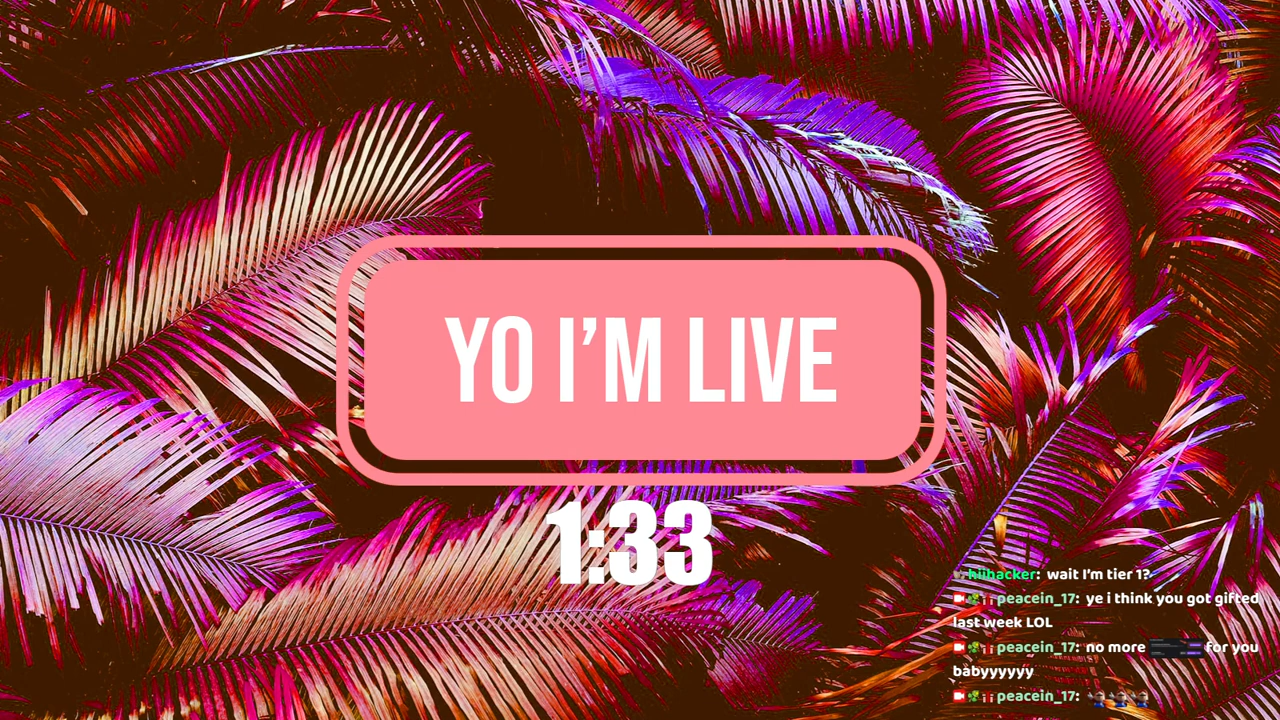 YO I’M LIVE
1:33
hiihacker: wait I'm tier 1?
peacein_17: ye i think you got gifted
last week LOL
peacein_17: no more for you
babyyyyyy
peacein_17: